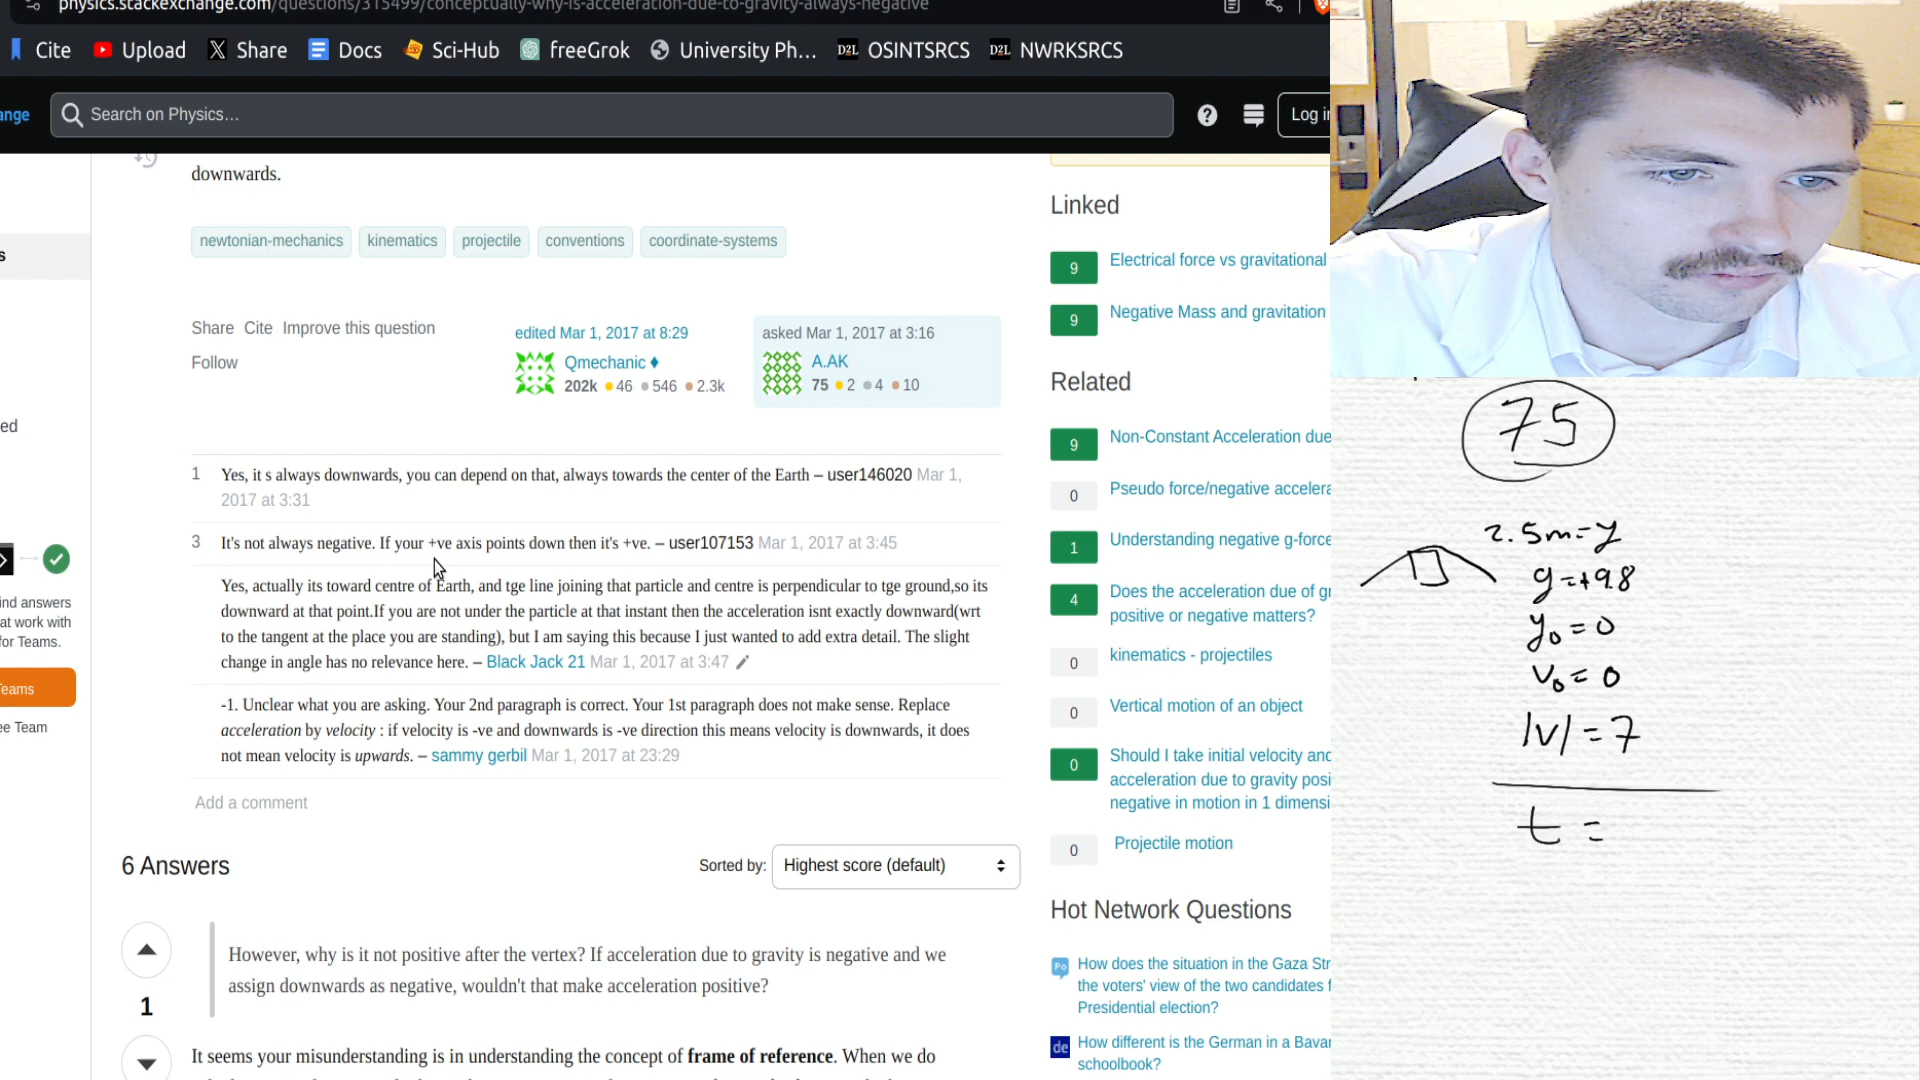 physics.stackexchange.com/questions/315499/conceptually-why-is-acceleration-due-to-gravity-always-negative
Cite Upload Share Docs Sci-Hub freeGrok University Ph... D2L OSINTSRCS D2L NWRKSRCS
ange Search on Physics... Log in
downwards.
newtonian-mechanics kinematics projectile conventions coordinate-systems
Share Cite Improve this question
Follow
edited Mar 1, 2017 at 8:29
Qmechanic
202k 46 546 2.3k
asked Mar 1, 2017 at 3:16
A.AK
75 2 4 10
1 Yes, it s always downwards, you can depend on that, always towards the center of the Earth – user146020 Mar 1,
2017 at 3:31
3 It's not always negative. If your +ve axis points down then it's +ve. – user107153 Mar 1, 2017 at 3:45
Yes, actually its toward centre of Earth, and tge line joining that particle and centre is perpendicular to tge ground,so its
downward at that point.If you are not under the particle at that instant then the acceleration isnt exactly downward(wrt
to the tangent at the place you are standing), but I am saying this because I just wanted to add extra detail. The slight
change in angle has no relevance here. – Black Jack 21 Mar 1, 2017 at 3:47
-1. Unclear what you are asking. Your 2nd paragraph is correct. Your 1st paragraph does not make sense. Replace
acceleration by velocity : if velocity is -ve and downwards is -ve direction this means velocity is downwards, it does
not mean velocity is upwards. – sammy gerbil Mar 1, 2017 at 23:29
Add a comment
6 Answers
Sorted by: Highest score (default)
However, why is it not positive after the vertex? If acceleration due to gravity is negative and we
assign downwards as negative, wouldn't that make acceleration positive?
1
It seems your misunderstanding is in understanding the concept of frame of reference. When we do
s
ed
ind answers
at work with
for Teams.
Teams
ee Team
Linked
9 Electrical force vs gravitational
9 Negative Mass and gravitation
Related
9 Non-Constant Acceleration due
0 Pseudo force/negative accelera
1 Understanding negative g-force
4 Does the acceleration due of gr
positive or negative matters?
0 kinematics - projectiles
0 Vertical motion of an object
0 Should I take initial velocity and
acceleration due to gravity posi
negative in motion in 1 dimensi
0 Projectile motion
Hot Network Questions
Po How does the situation in the Gaza Str
the voters' view of the two candidates f
Presidential election?
de How different is the German in a Bavar
schoolbook?
75
2.5m=y
g=+9.8
y₀=0
v₀=0
|v|=7
t=